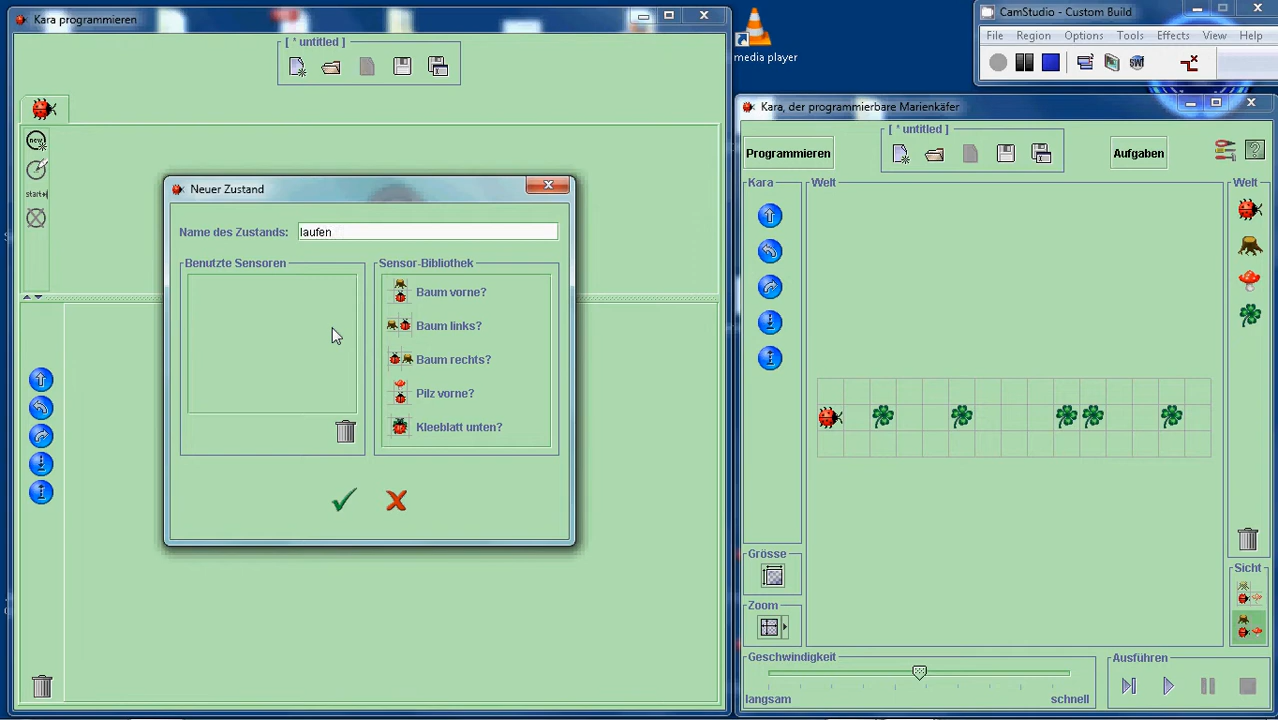 Kara programmieren
[ * untitled ]
new
start
Neuer Zustand
Name des Zustands: laufen
Benutzte Sensoren
Sensor-Bibliothek
Baum vorne?
Baum links?
Baum rechts?
Pilz vorne?
Kleeblatt unten?
media player
CamStudio - Custom Build
File Region Options Tools Effects View Help
Kara, der programmierbare Marienkäfer
Programmieren
[ * untitled ]
Aufgaben
Kara
Welt
Welt
Grösse
Zoom
Sicht
Geschwindigkeit
langsam schnell
Ausführen